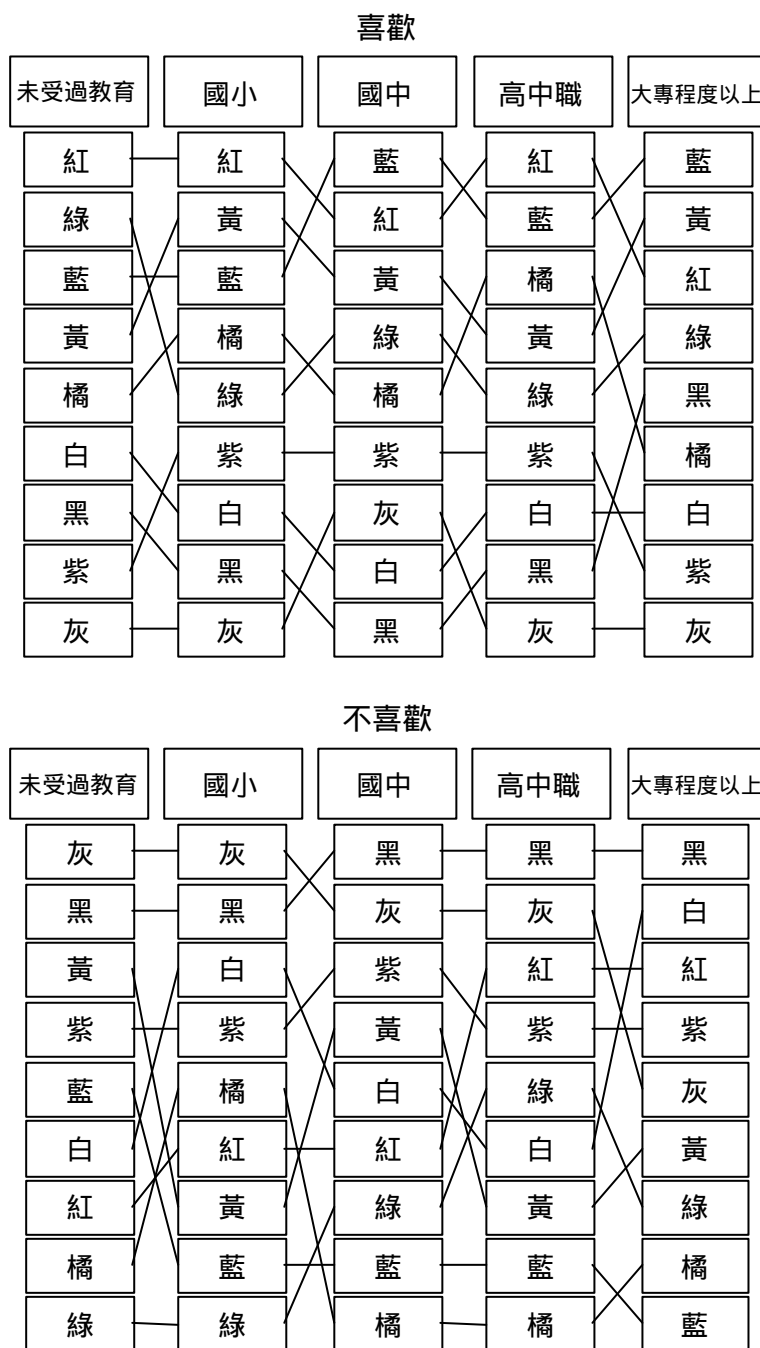 喜歡
未受過教育 國小 國中 高中職 大專程度以上
紅 紅 藍 紅 藍
綠 黃 紅 藍 黃
藍 藍 黃 橘 紅
黃 橘 綠 黃 綠
橘 綠 橘 綠 黑
白 紫 紫 紫 橘
黑 白 灰 白 白
紫 黑 白 黑 紫
灰 灰 黑 灰 灰
不喜歡
未受過教育 國小 國中 高中職 大專程度以上
灰 灰 黑 黑 黑
黑 黑 灰 灰 白
黃 白 紫 紅 紅
紫 紫 黃 紫 紫
藍 橘 白 綠 灰
白 紅 紅 白 黃
紅 黃 綠 黃 綠
橘 藍 藍 藍 橘
綠 綠 橘 橘 藍